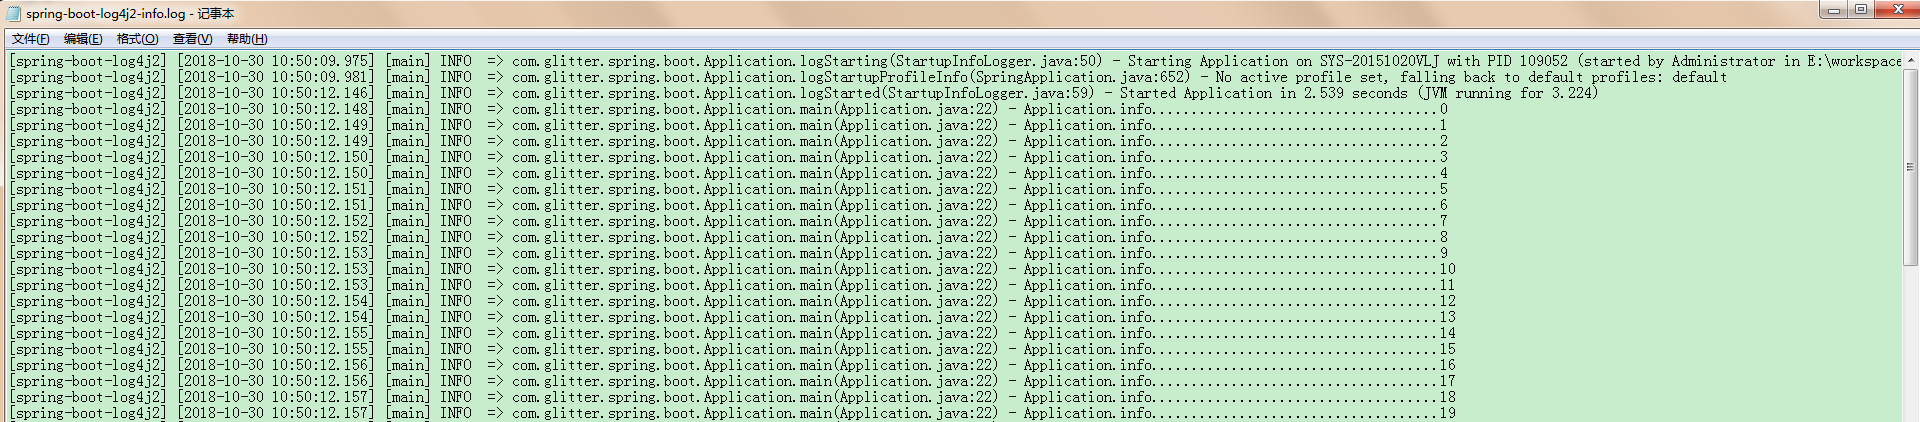 spring-boot-log4j2-info.log - 记事本
文件(F) 编辑(E) 格式(O) 查看(V) 帮助(H)
[spring-boot-log4j2] [2018-10-30 10:50:09.975] [main] INFO  => com.glitter.spring.boot.Application.logStarting(StartupInfoLogger.java:50) - Starting Application on SYS-20151020VLJ with PID 109052 (started by Administrator in E:\workspace
[spring-boot-log4j2] [2018-10-30 10:50:09.981] [main] INFO  => com.glitter.spring.boot.Application.logStartupProfileInfo(SpringApplication.java:652) - No active profile set, falling back to default profiles: default
[spring-boot-log4j2] [2018-10-30 10:50:12.146] [main] INFO  => com.glitter.spring.boot.Application.logStarted(StartupInfoLogger.java:59) - Started Application in 2.539 seconds (JVM running for 3.224)
[spring-boot-log4j2] [2018-10-30 10:50:12.148] [main] INFO  => com.glitter.spring.boot.Application.main(Application.java:22) - Application.info....................................0
[spring-boot-log4j2] [2018-10-30 10:50:12.149] [main] INFO  => com.glitter.spring.boot.Application.main(Application.java:22) - Application.info....................................1
[spring-boot-log4j2] [2018-10-30 10:50:12.149] [main] INFO  => com.glitter.spring.boot.Application.main(Application.java:22) - Application.info....................................2
[spring-boot-log4j2] [2018-10-30 10:50:12.150] [main] INFO  => com.glitter.spring.boot.Application.main(Application.java:22) - Application.info....................................3
[spring-boot-log4j2] [2018-10-30 10:50:12.150] [main] INFO  => com.glitter.spring.boot.Application.main(Application.java:22) - Application.info....................................4
[spring-boot-log4j2] [2018-10-30 10:50:12.151] [main] INFO  => com.glitter.spring.boot.Application.main(Application.java:22) - Application.info....................................5
[spring-boot-log4j2] [2018-10-30 10:50:12.151] [main] INFO  => com.glitter.spring.boot.Application.main(Application.java:22) - Application.info....................................6
[spring-boot-log4j2] [2018-10-30 10:50:12.152] [main] INFO  => com.glitter.spring.boot.Application.main(Application.java:22) - Application.info....................................7
[spring-boot-log4j2] [2018-10-30 10:50:12.152] [main] INFO  => com.glitter.spring.boot.Application.main(Application.java:22) - Application.info....................................8
[spring-boot-log4j2] [2018-10-30 10:50:12.153] [main] INFO  => com.glitter.spring.boot.Application.main(Application.java:22) - Application.info....................................9
[spring-boot-log4j2] [2018-10-30 10:50:12.153] [main] INFO  => com.glitter.spring.boot.Application.main(Application.java:22) - Application.info....................................10
[spring-boot-log4j2] [2018-10-30 10:50:12.153] [main] INFO  => com.glitter.spring.boot.Application.main(Application.java:22) - Application.info....................................11
[spring-boot-log4j2] [2018-10-30 10:50:12.154] [main] INFO  => com.glitter.spring.boot.Application.main(Application.java:22) - Application.info....................................12
[spring-boot-log4j2] [2018-10-30 10:50:12.154] [main] INFO  => com.glitter.spring.boot.Application.main(Application.java:22) - Application.info....................................13
[spring-boot-log4j2] [2018-10-30 10:50:12.155] [main] INFO  => com.glitter.spring.boot.Application.main(Application.java:22) - Application.info....................................14
[spring-boot-log4j2] [2018-10-30 10:50:12.155] [main] INFO  => com.glitter.spring.boot.Application.main(Application.java:22) - Application.info....................................15
[spring-boot-log4j2] [2018-10-30 10:50:12.156] [main] INFO  => com.glitter.spring.boot.Application.main(Application.java:22) - Application.info....................................16
[spring-boot-log4j2] [2018-10-30 10:50:12.156] [main] INFO  => com.glitter.spring.boot.Application.main(Application.java:22) - Application.info....................................17
[spring-boot-log4j2] [2018-10-30 10:50:12.157] [main] INFO  => com.glitter.spring.boot.Application.main(Application.java:22) - Application.info....................................18
[spring-boot-log4j2] [2018-10-30 10:50:12.157] [main] INFO  => com.glitter.spring.boot.Application.main(Application.java:22) - Application.info....................................19